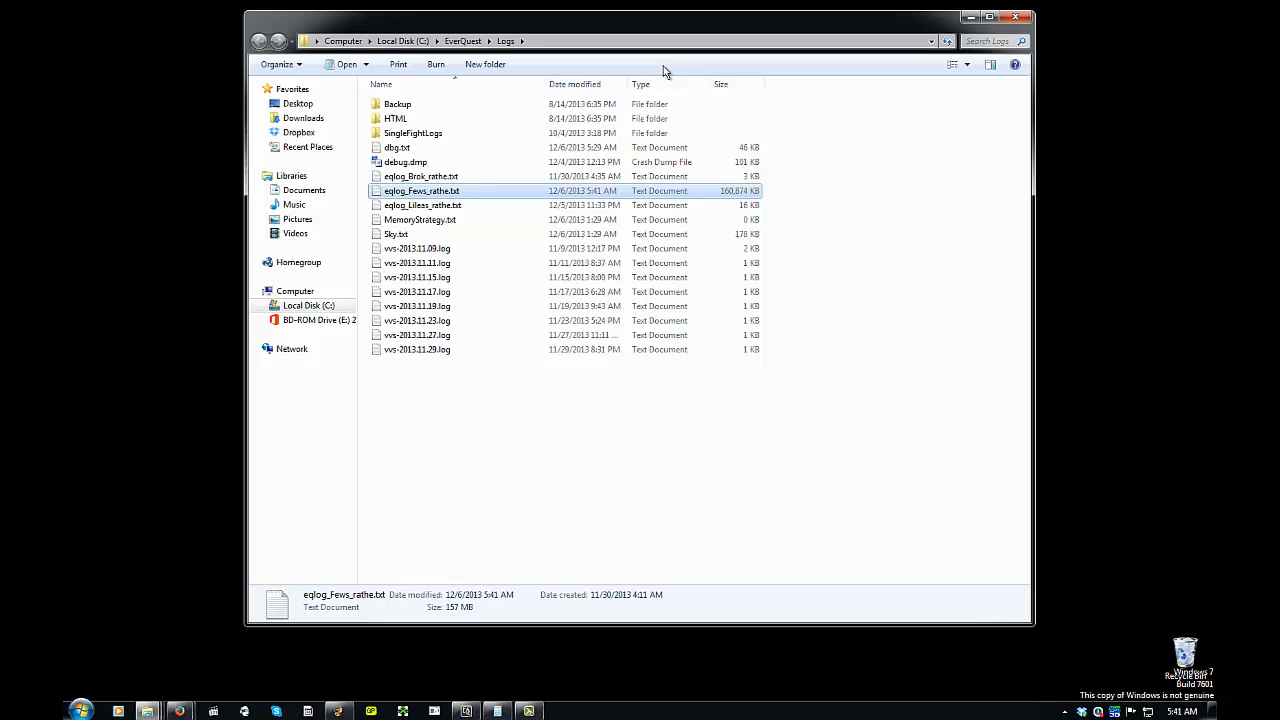 Computer Local Disk (C:) EverQuest Logs Search Logs
Organize Open Print Burn New folder
Name Date modified Type Size
Favorites
Desktop
Downloads
Dropbox
Recent Places
Libraries
Documents
Music
Pictures
Videos
Homegroup
Computer
Local Disk (C:)
BD-ROM Drive (E:) 2
Network
Backup 8/14/2013 6:35 PM File folder
HTML 8/14/2013 6:35 PM File folder
SingleFightLogs 10/4/2013 3:18 PM File folder
dbg.txt 12/6/2013 5:29 AM Text Document 46 KB
debug.dmp 12/4/2013 12:13 PM Crash Dump File 101 KB
eqlog_Brok_rathe.txt 11/30/2013 4:35 AM Text Document 3 KB
eqlog_Fews_rathe.txt 12/6/2013 5:41 AM Text Document 160,874 KB
eqlog_Lileas_rathe.txt 12/5/2013 11:33 PM Text Document 16 KB
MemoryStrategy.txt 12/6/2013 1:29 AM Text Document 0 KB
Sky.txt 12/6/2013 1:29 AM Text Document 178 KB
vvs-2013.11.09.log 11/9/2013 12:17 PM Text Document 2 KB
vvs-2013.11.11.log 11/11/2013 8:37 AM Text Document 1 KB
vvs-2013.11.15.log 11/15/2013 8:00 PM Text Document 1 KB
vvs-2013.11.17.log 11/17/2013 6:28 AM Text Document 1 KB
vvs-2013.11.19.log 11/19/2013 9:43 AM Text Document 1 KB
vvs-2013.11.23.log 11/23/2013 5:24 PM Text Document 1 KB
vvs-2013.11.27.log 11/27/2013 11:11 ... Text Document 1 KB
vvs-2013.11.29.log 11/29/2013 8:31 PM Text Document 1 KB
eqlog_Fews_rathe.txt Date modified: 12/6/2013 5:41 AM Date created: 11/30/2013 4:11 AM
Text Document Size: 157 MB
Windows 7
Recycle Bin
Build 7601
This copy of Windows is not genuine
5:41 AM